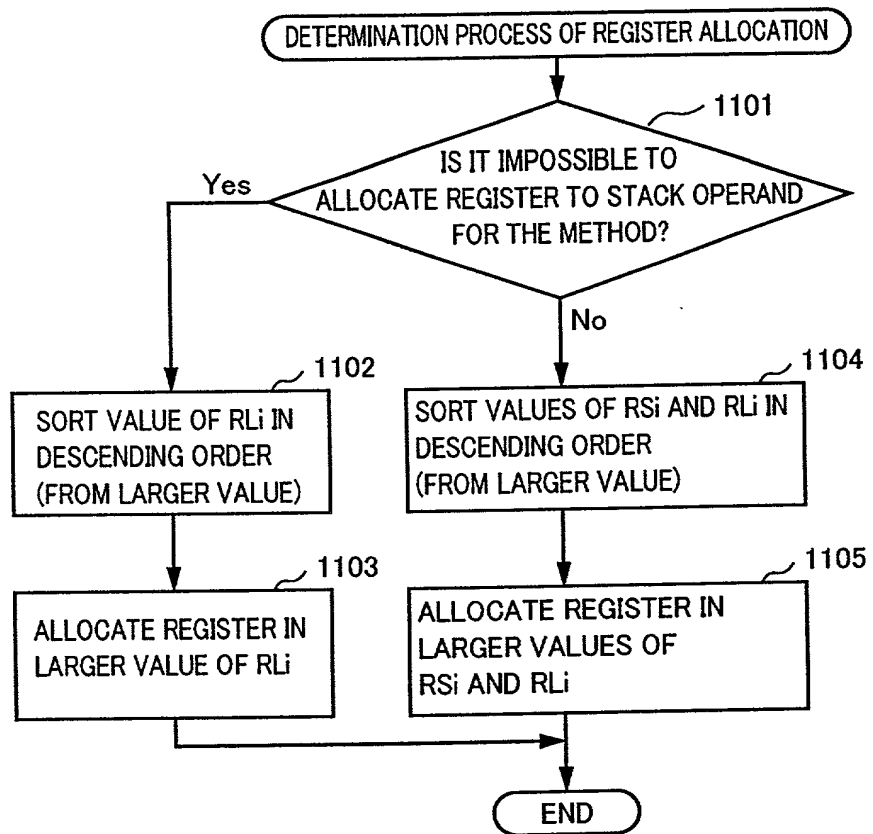 DETERMINATION PROCESS OF REGISTER ALLOCATION
1101
IS IT IMPOSSIBLE TO
ALLOCATE REGISTER TO STACK OPERAND
FOR THE METHOD?
Yes
No
1102
SORT VALUE OF RLi IN
DESCENDING ORDER
(FROM LARGER VALUE)
1104
SORT VALUES OF RSi AND RLi IN
DESCENDING ORDER
(FROM LARGER VALUE)
1103
ALLOCATE REGISTER IN
LARGER VALUE OF RLi
1105
ALLOCATE REGISTER IN
LARGER VALUES OF
RSi AND RLi
END